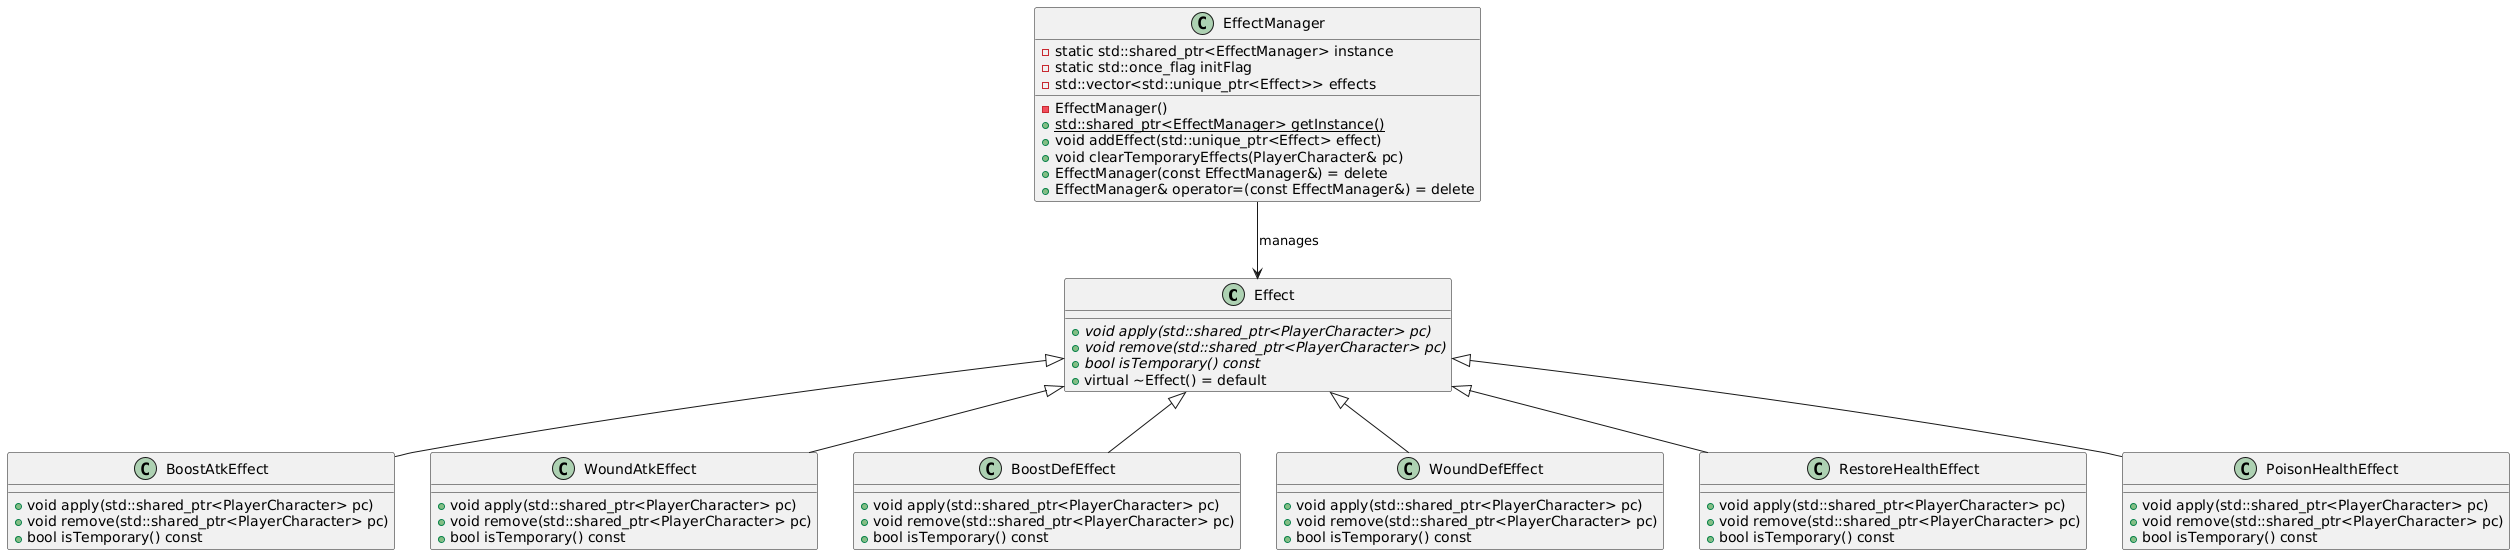 EffectManager
static std::shared_ptr<EffectManager> instance
static std::once_flag initFlag
std::vector<std::unique_ptr<Effect>> effects
EffectManager()
std::shared_ptr<EffectManager> getInstance()
void addEffect(std::unique_ptr<Effect> effect)
void clearTemporaryEffects(PlayerCharacter& pc)
EffectManager(const EffectManager&) = delete
EffectManager& operator=(const EffectManager&) = delete
manages
Effect
void apply(std::shared_ptr<PlayerCharacter> pc)
void remove(std::shared_ptr<PlayerCharacter> pc)
bool isTemporary() const
virtual ~Effect() = default
BoostAtkEffect
void apply(std::shared_ptr<PlayerCharacter> pc)
void remove(std::shared_ptr<PlayerCharacter> pc)
bool isTemporary() const
WoundAtkEffect
void apply(std::shared_ptr<PlayerCharacter> pc)
void remove(std::shared_ptr<PlayerCharacter> pc)
bool isTemporary() const
BoostDefEffect
void apply(std::shared_ptr<PlayerCharacter> pc)
void remove(std::shared_ptr<PlayerCharacter> pc)
bool isTemporary() const
WoundDefEffect
void apply(std::shared_ptr<PlayerCharacter> pc)
void remove(std::shared_ptr<PlayerCharacter> pc)
bool isTemporary() const
RestoreHealthEffect
void apply(std::shared_ptr<PlayerCharacter> pc)
void remove(std::shared_ptr<PlayerCharacter> pc)
bool isTemporary() const
PoisonHealthEffect
void apply(std::shared_ptr<PlayerCharacter> pc)
void remove(std::shared_ptr<PlayerCharacter> pc)
bool isTemporary() const